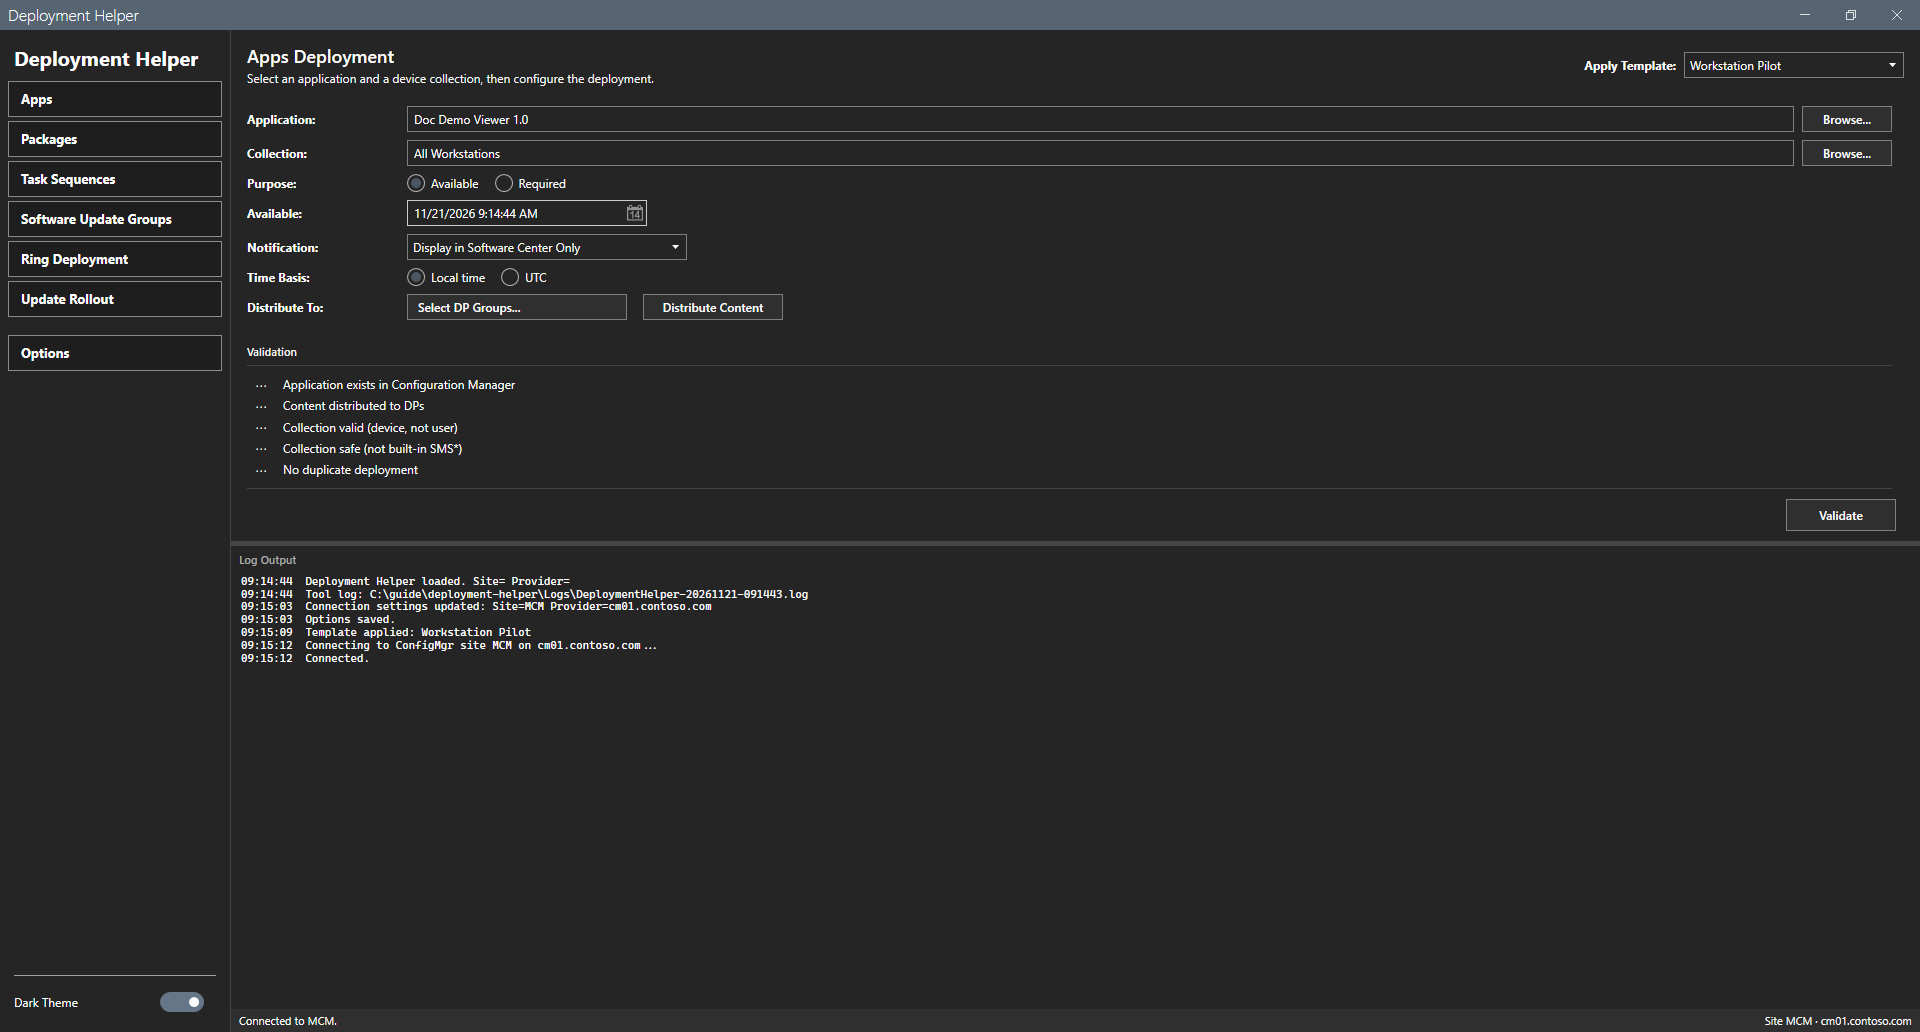 Deployment Helper
Deployment Helper
Apps
Packages
Task Sequences
Software Update Groups
Ring Deployment
Update Rollout
Options
Dark Theme
Apps Deployment
Select an application and a device collection, then configure the deployment.
Apply Template: Workstation Pilot
Application: Doc Demo Viewer 1.0 Browse...
Collection: All Workstations Browse...
Purpose: Available Required
Available: 11/21/2026 9:14:44 AM 14
Notification: Display in Software Center Only
Time Basis: Local time UTC
Distribute To: Select DP Groups... Distribute Content
Validation
... Application exists in Configuration Manager
... Content distributed to DPs
... Collection valid (device, not user)
... Collection safe (not built-in SMS*)
... No duplicate deployment
Validate
Log Output
09:14:44 Deployment Helper loaded. Site= Provider=
09:14:44 Tool log: C:\guide\deployment-helper\Logs\DeploymentHelper-20261121-091443.log
09:15:03 Connection settings updated: Site=MCM Provider=cm01.contoso.com
09:15:03 Options saved.
09:15:09 Template applied: Workstation Pilot
09:15:12 Connecting to ConfigMgr site MCM on cm01.contoso.com...
09:15:12 Connected.
Connected to MCM.
Site MCM · cm01.contoso.com